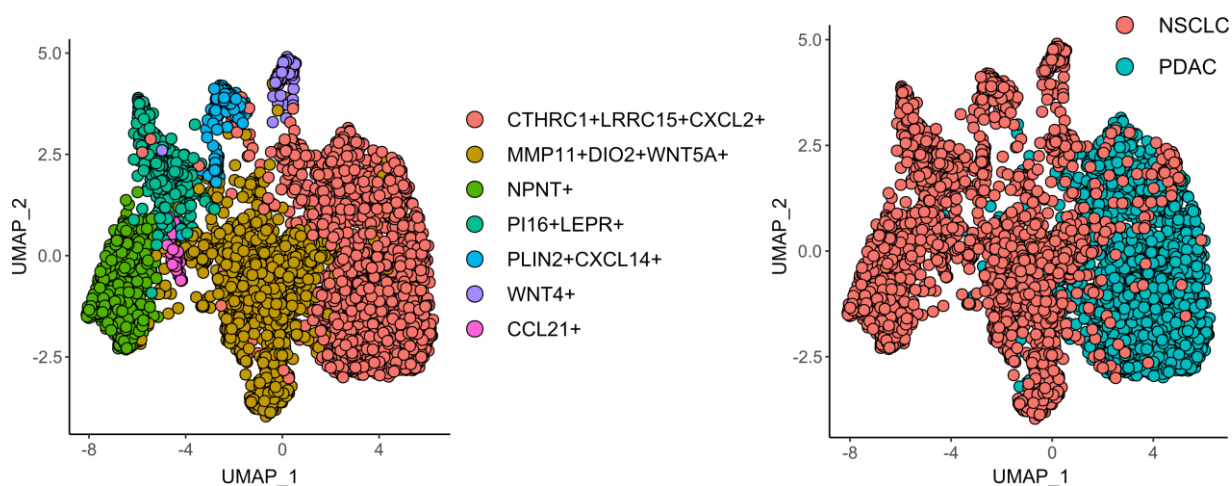 5.0
2.5
0.0
-2.5
UMAP_2
-8
-4
0
4
UMAP_1
CTHRC1+LRRC15+CXCL2+
MMP11+DIO2+WNT5A+
NPNT+
PI16+LEPR+
PLIN2+CXCL14+
WNT4+
CCL21+
5.0
2.5
0.0
-2.5
UMAP_2
-8
-4
0
4
UMAP_1
NSCLC
PDAC